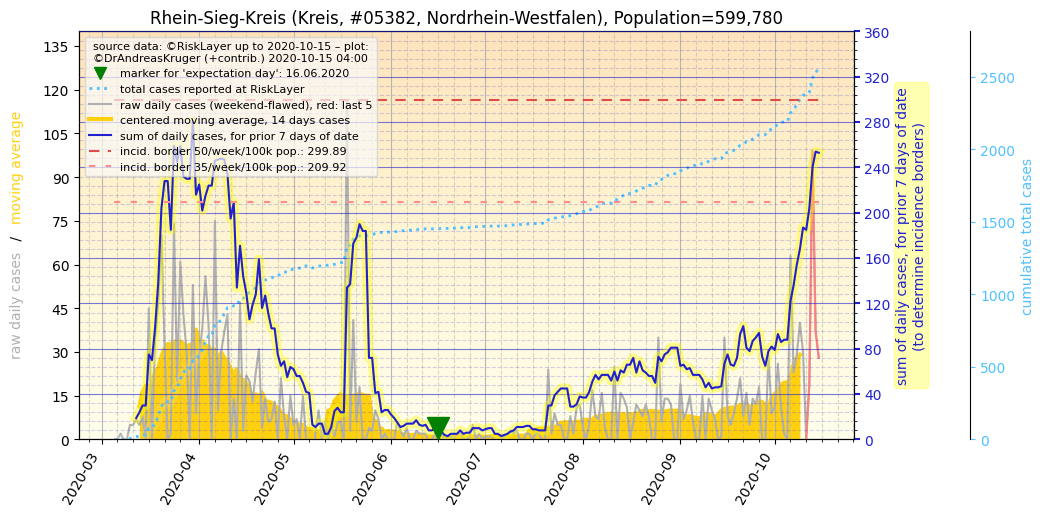 Rhein-Sieg-Kreis (Kreis, #05382, Nordrhein-Westfalen), Population=599,780
source data: ©RiskLayer up to 2020-10-15 – plot:
©DrAndreasKruger (+contrib.) 2020-10-15 04:00
marker for 'expectation day': 16.06.2020
total cases reported at RiskLayer
raw daily cases (weekend-flawed), red: last 5
centered moving average, 14 days cases
sum of daily cases, for prior 7 days of date
incid. border 50/week/100k pop.: 299.89
incid. border 35/week/100k pop.: 209.92
raw daily cases / moving average
135
120
105
90
75
60
45
30
15
0
360
320
280
240
200
160
120
80
40
0
sum of daily cases, for prior 7 days of date
(to determine incidence borders)
2500
2000
1500
1000
500
0
cumulative total cases
2020-03
2020-04
2020-05
2020-06
2020-07
2020-08
2020-09
2020-10